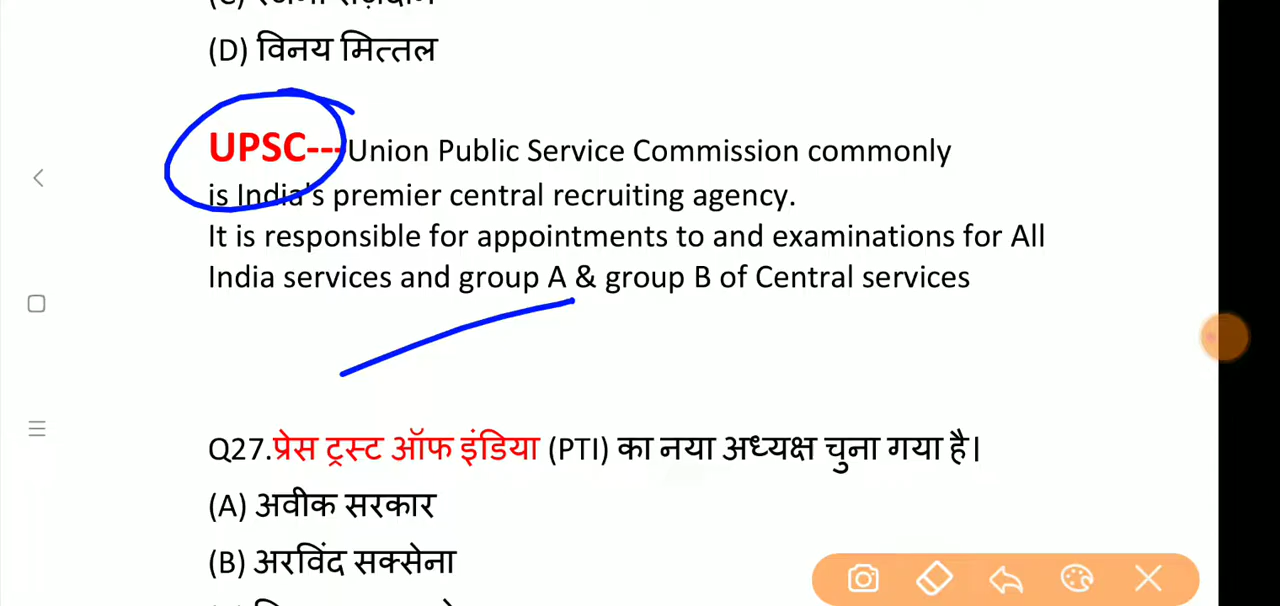 (D) विनय मित्तल
UPSC---Union Public Service Commission commonly
is India's premier central recruiting agency.
It is responsible for appointments to and examinations for All
India services and group A & group B of Central services
Q27.प्रेस ट्रस्ट ऑफ इंडिया (PTI) का नया अध्यक्ष चुना गया है।
(A) अवीक सरकार
(B) अरविंद सक्सेना